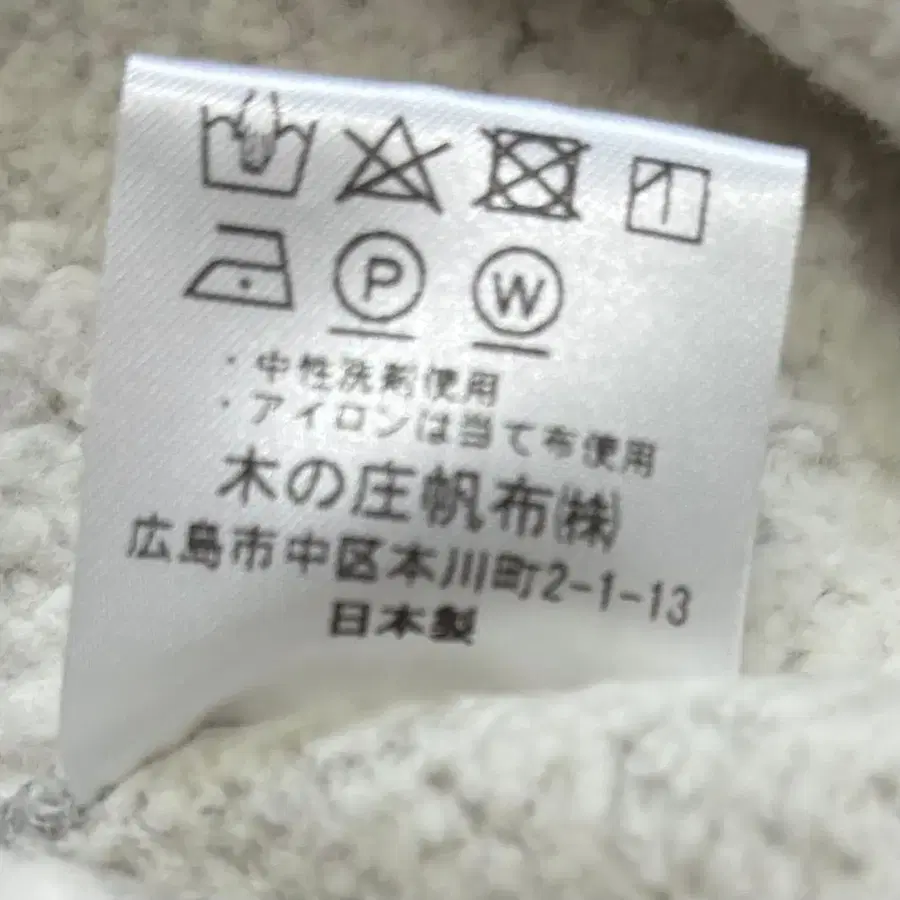 P W
・中性洗剤使用
・アイロンは当て布使用
木の庄帆布㈱
広島市中区本川町2-1-13
日本製